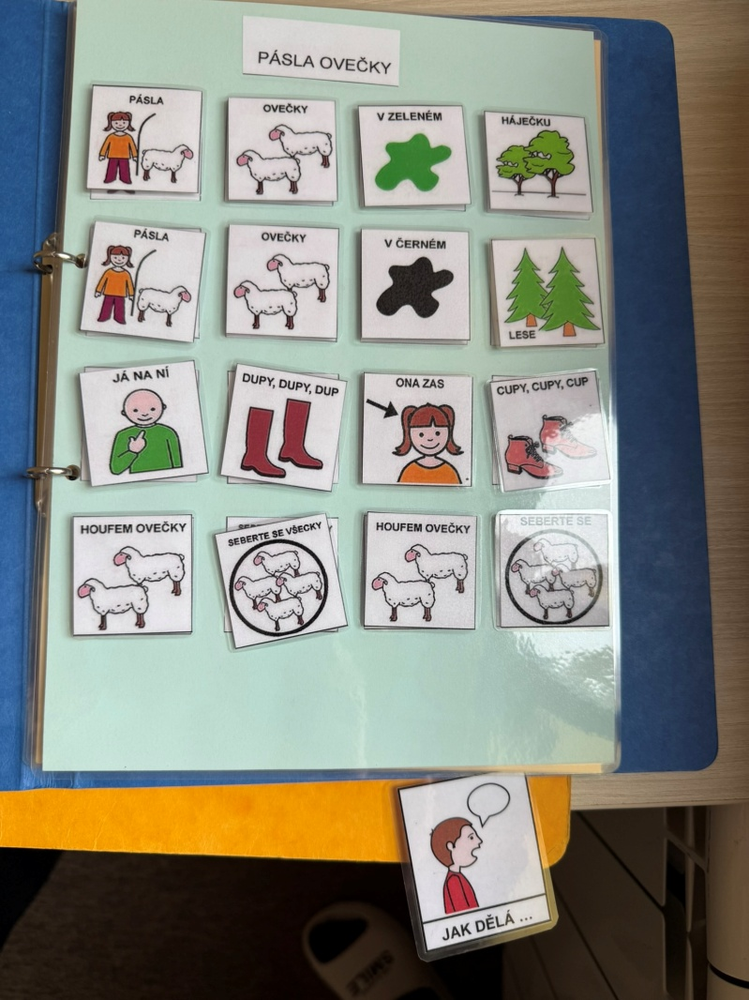 PÁSLA OVEČKY
PÁSLA
OVEČKY
V ZELENÉM
HÁJEČKU
PÁSLA
OVEČKY
V ČERNÉM
LESE
JÁ NA NÍ
DUPY, DUPY, DUP
ONA ZAS
CUPY, CUPY, CUP
HOUFEM OVEČKY
SEBERTE SE VŠECKY
HOUFEM OVEČKY
SEBERTE SE
JAK DĚLÁ ...
SMILE